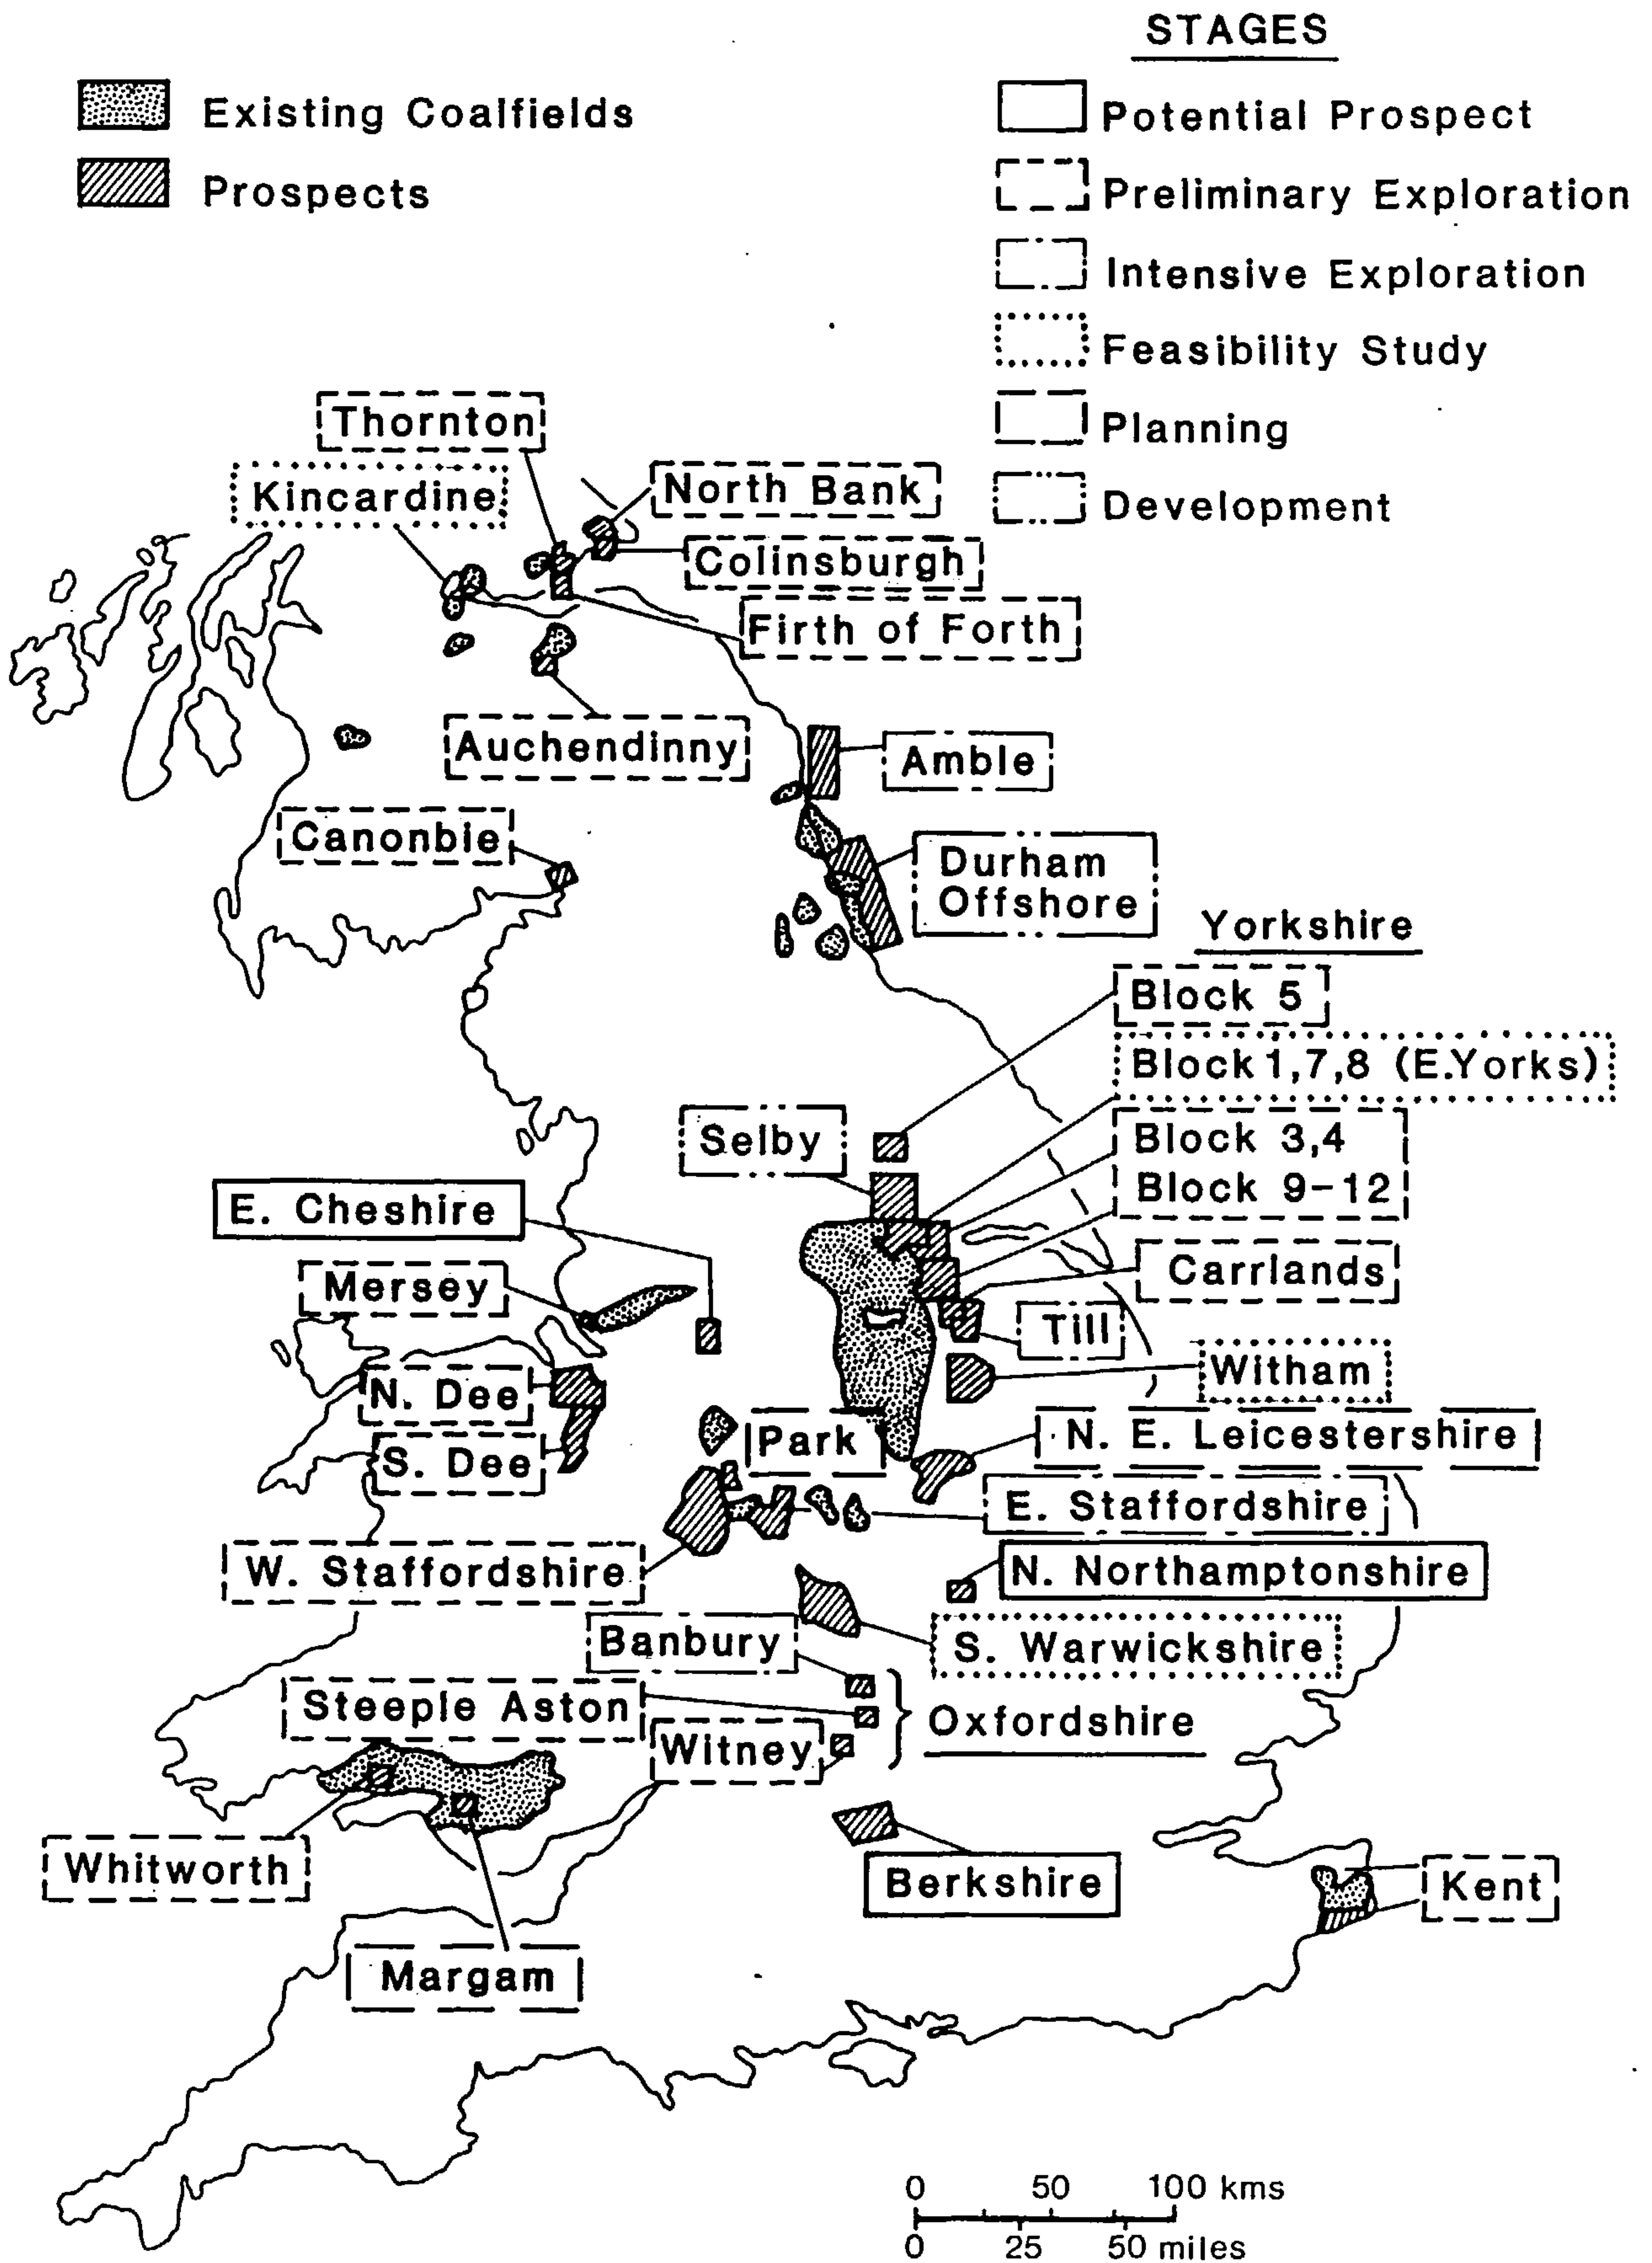 STAGES
Existing Coalfields
Prospects
Potential Prospect
Preliminary Exploration
Intensive Exploration
Feasibility Study
Planning
Development
Thornton
Kincardine
North Bank
Colinsburgh
Firth of Forth
Auchendinny
Amble
Canonbie
Durham
Offshore
Yorkshire
Block 5
Block 1,7,8 (E.Yorks)
Selby
Block 3,4
Block 9-12
E. Cheshire
Carrlands
Mersey
Till
Witham
N. Dee
Park
N. E. Leicestershire
S. Dee
E. Staffordshire
W. Staffordshire
N. Northamptonshire
Banbury
S. Warwickshire
Steeple Aston
Oxfordshire
Witney
Whitworth
Berkshire
Kent
Margam
0 50 100 kms
0 25 50 miles